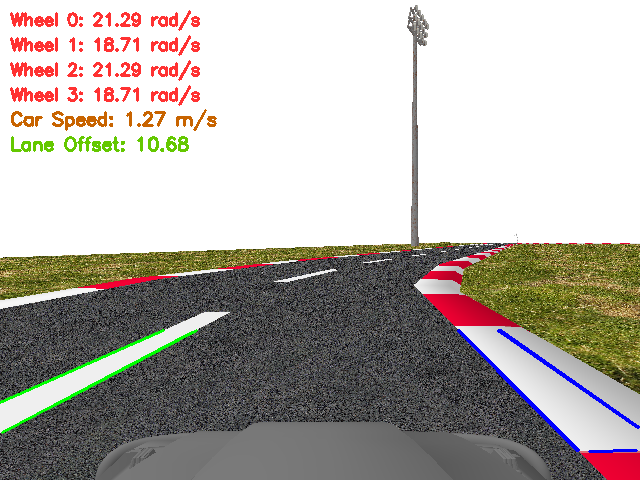 Wheel 0: 21.29 rad/s
Wheel 1: 18.71 rad/s
Wheel 2: 21.29 rad/s
Wheel 3: 18.71 rad/s
Car Speed: 1.27 m/s
Lane Offset: 10.68